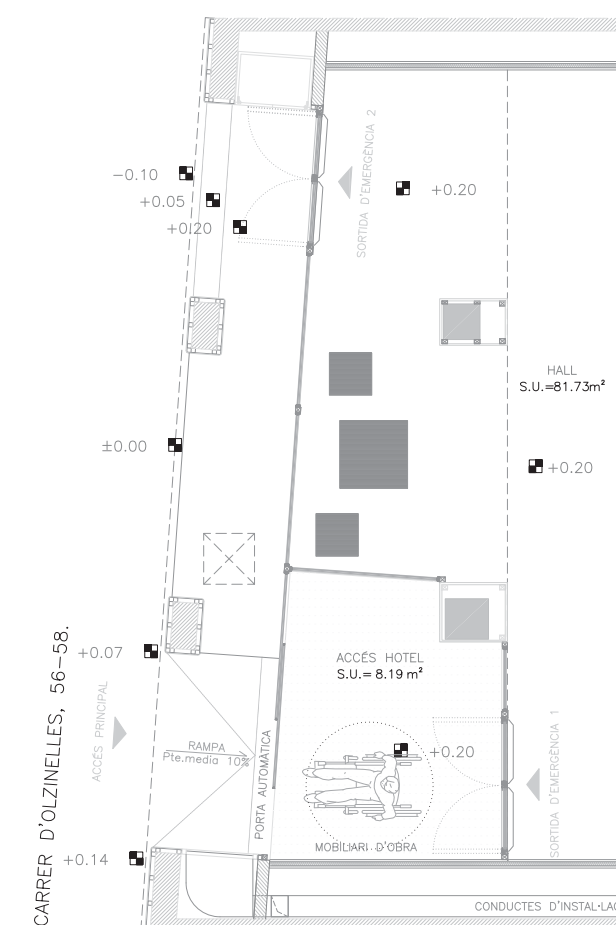 SORTIDA D'EMERGÈNCIA 2
-0.10
+0.20
+0.05
+0.20
HALL
S.U.=81.73m²
±0.00
+0.20
CARRER D'OLZINELLES, 56-58.
+0.07
ACCÉS HOTEL
S.U.= 8.19 m²
ACCÉS PRINCIPAL
RAMPA
Pte.media 10%
PORTA AUTOMÀTICA
+0.20
SORTIDA D'EMERGÈNCIA 1
MOBILIARI D'OBRA
+0.14
CONDUCTES D'INSTAL·LAC